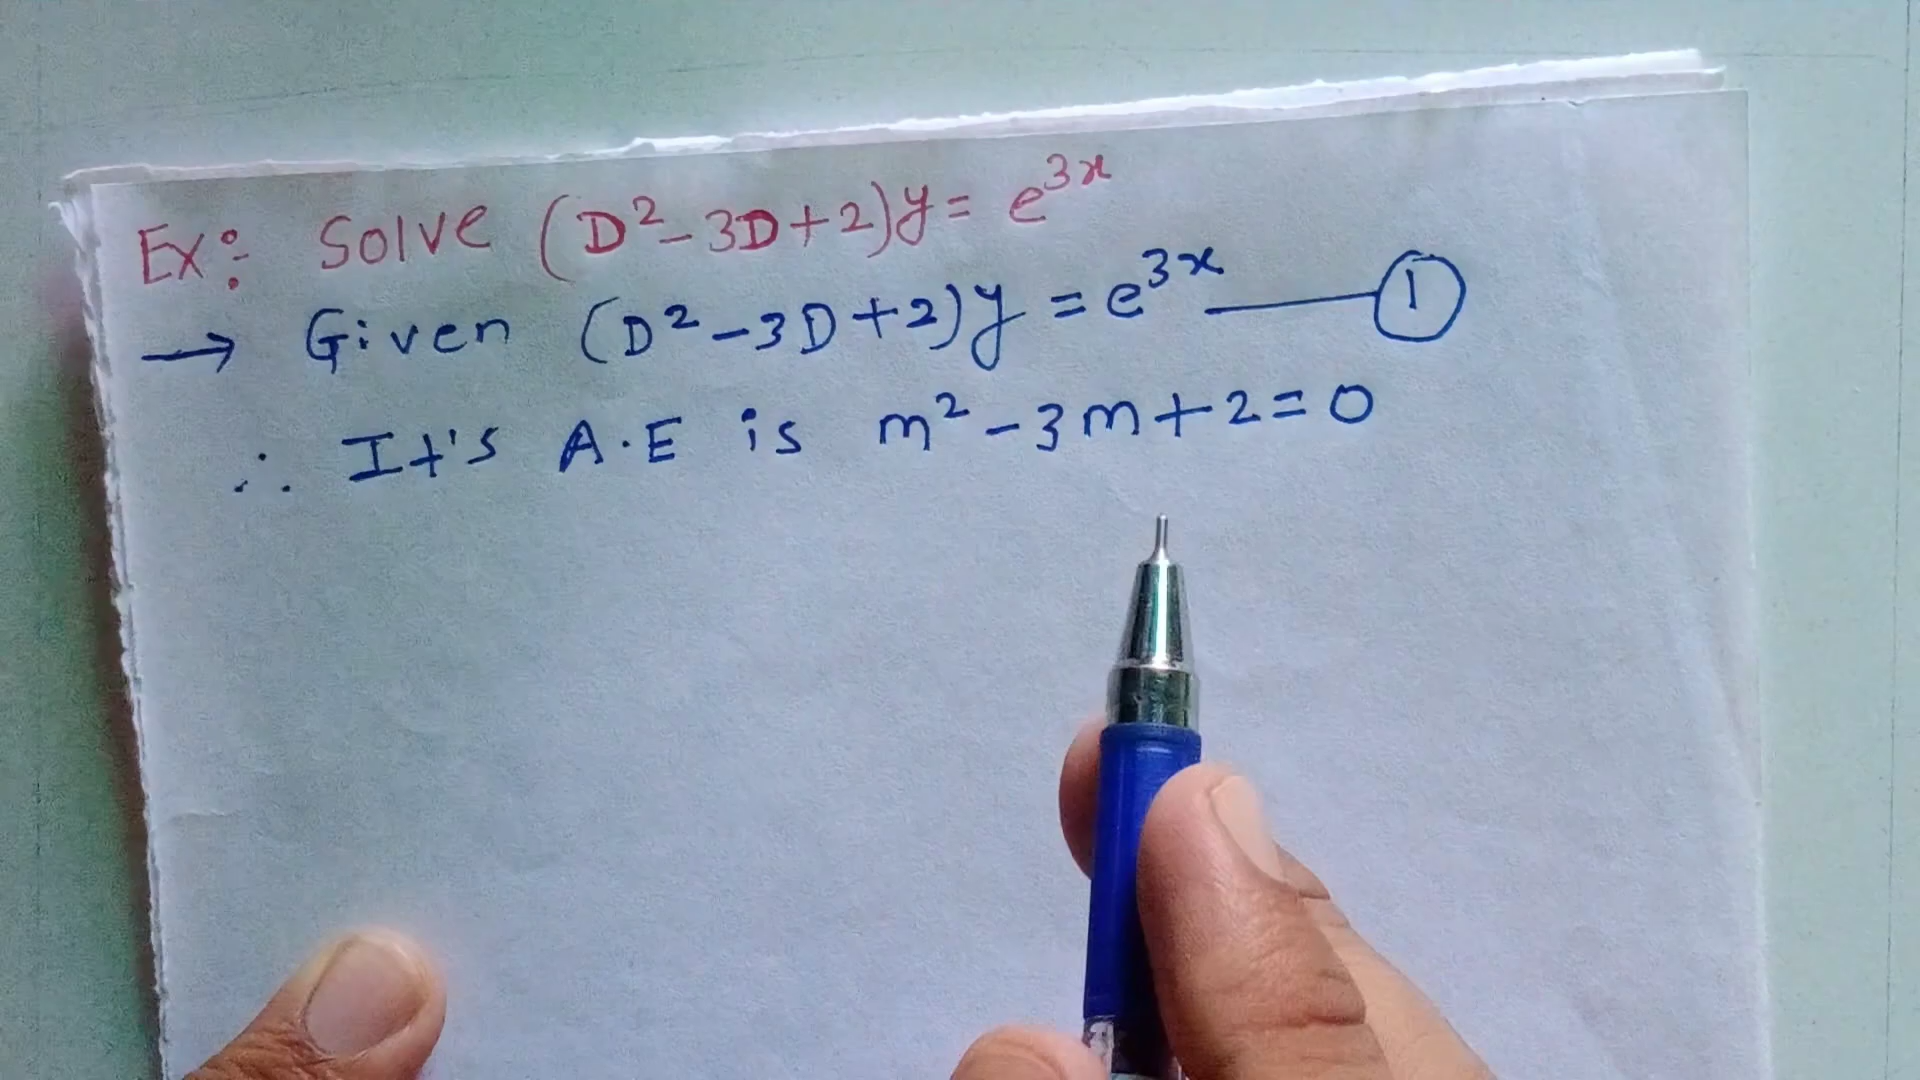 Ex: Solve (D²-3D+2)y= e³ˣ
→ Given (D²-3D+2)y = e³ˣ —— ①
∴ It's A.E is m²-3m+2=0